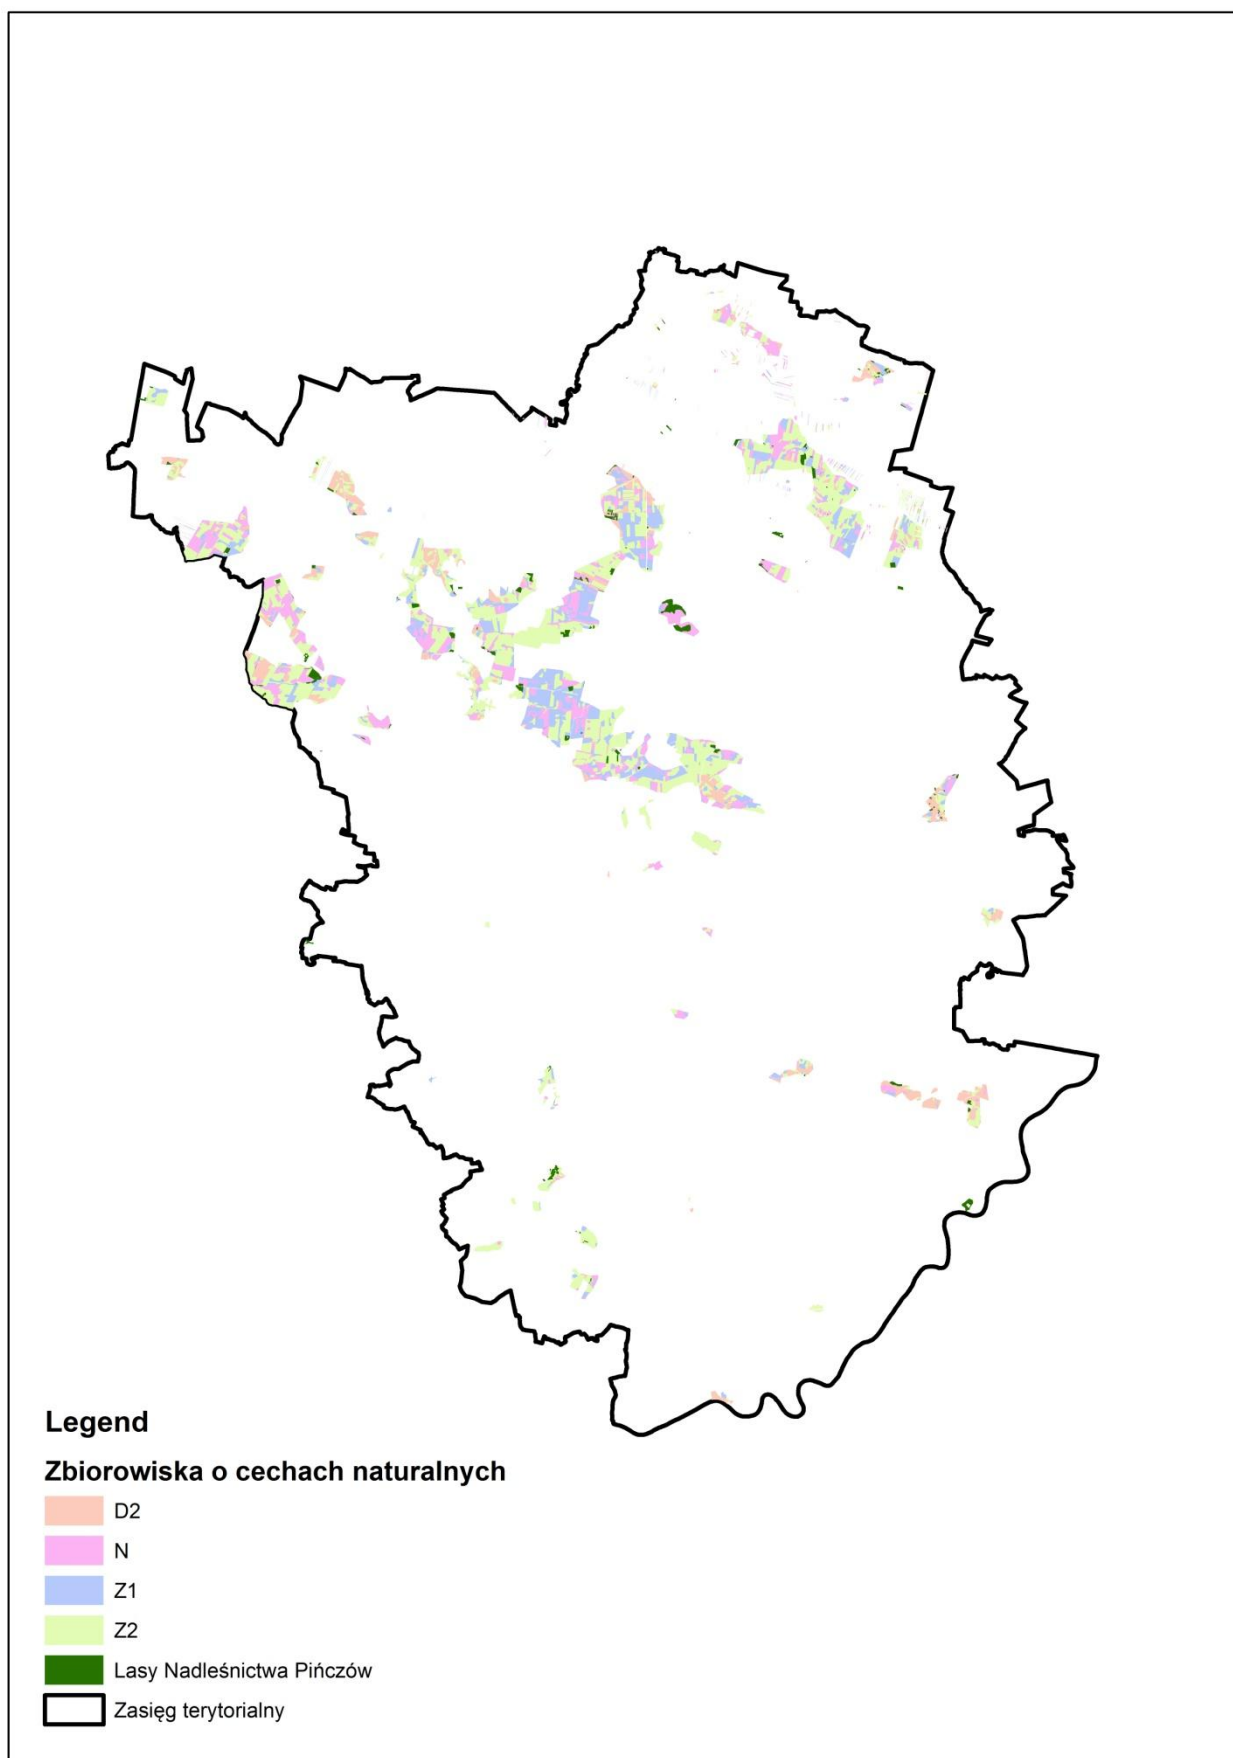 Legend
Zbiorowiska o cechach naturalnych
D2
N
Z1
Z2
Lasy Nadleśnictwa Pińczów
Zasięg terytorialny